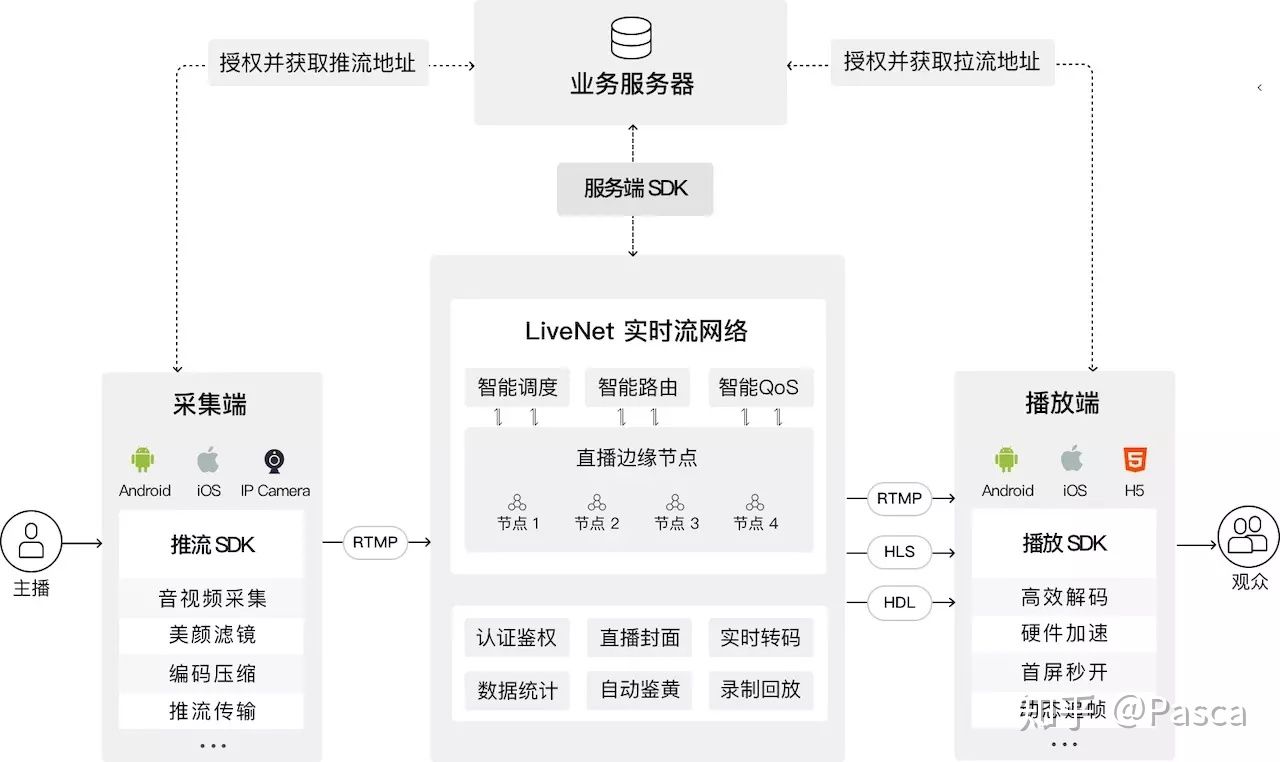 授权并获取推流地址
业务服务器
授权并获取拉流地址
服务端 SDK
LiveNet 实时流网络
智能调度
智能路由
智能QoS
直播边缘节点
节点 1
节点 2
节点 3
节点 4
认证鉴权
直播封面
实时转码
数据统计
自动鉴黄
录制回放
采集端
Android
iOS
IP Camera
推流 SDK
音视频采集
美颜滤镜
编码压缩
推流传输
...
主播
RTMP
RTMP
HLS
HDL
播放端
Android
iOS
H5
播放 SDK
高效解码
硬件加速
首屏秒开
动态追帧
...
观众
知乎 @Pasca